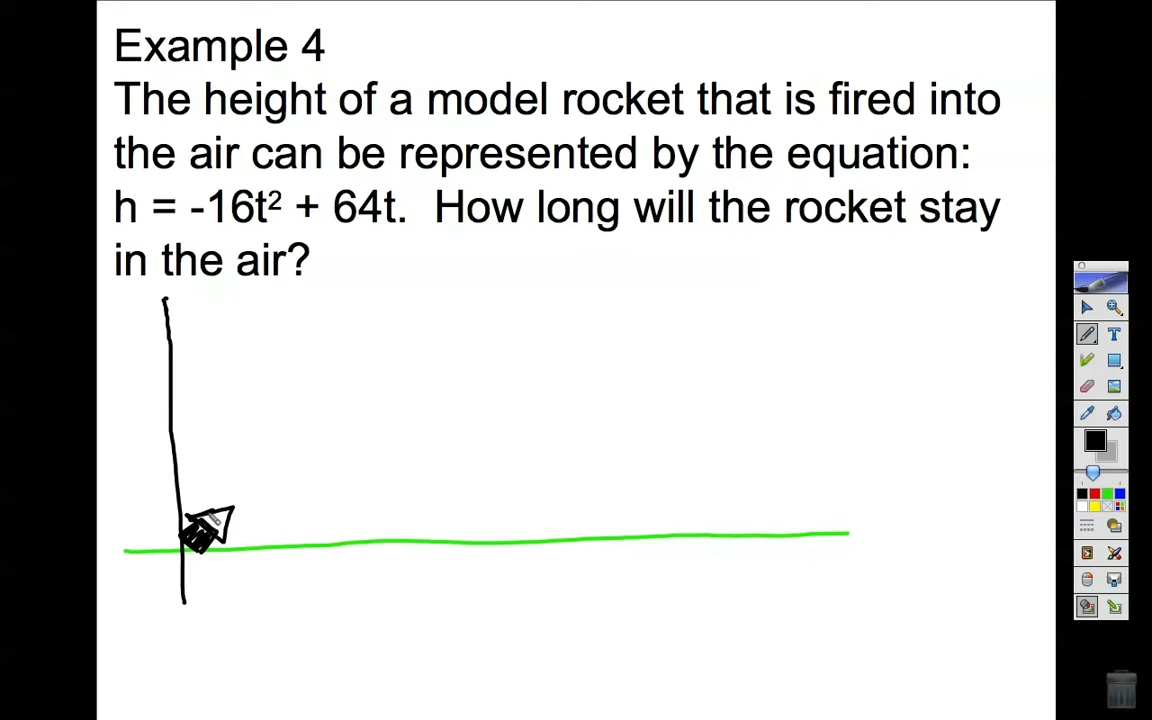 Example 4
The height of a model rocket that is fired into
the air can be represented by the equation:
h = -16t² + 64t.  How long will the rocket stay
in the air?